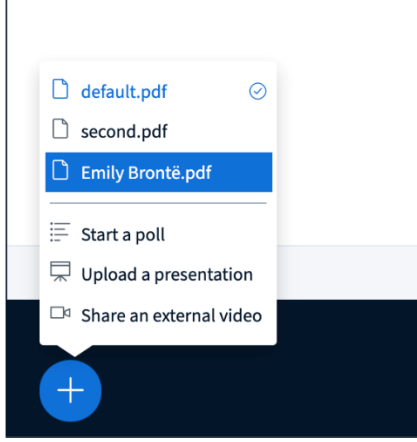 default.pdf
second.pdf
Emily Brontë.pdf
Start a poll
Upload a presentation
Share an external video